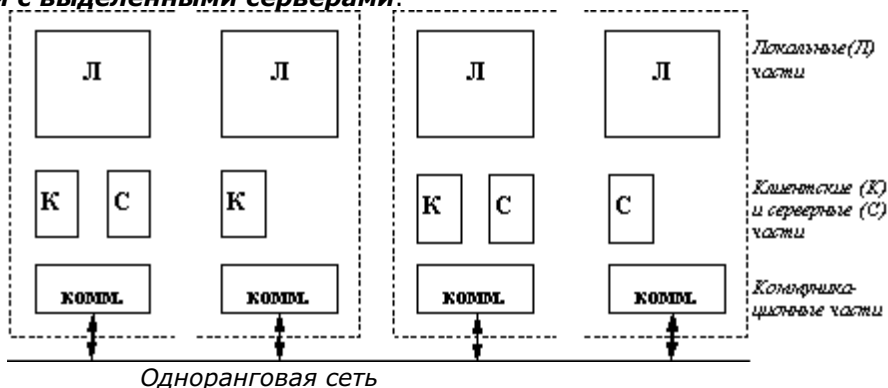 и с выделенными серверами.
Л Л Л Л
Локальные (Л)
части
К С К К С С
Клиентские (К)
и серверные (С)
части
комм. комм. комм. комм.
Коммуника-
ционные части
Одноранговая сеть